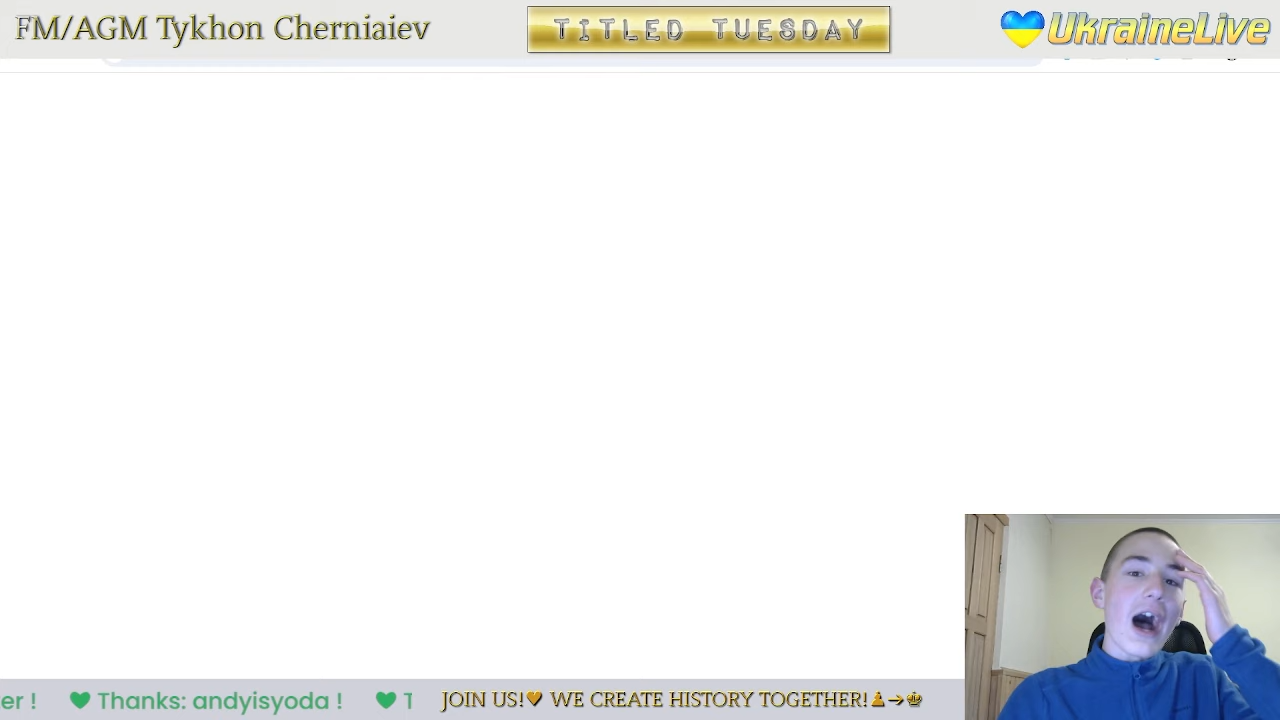 FM/AGM Tykhon Cherniaiev
TITLED TUESDAY
UkraineLive
er !
Thanks: andyisyoda !
JOIN US!🧡 WE CREATE HISTORY TOGETHER!♟→♚